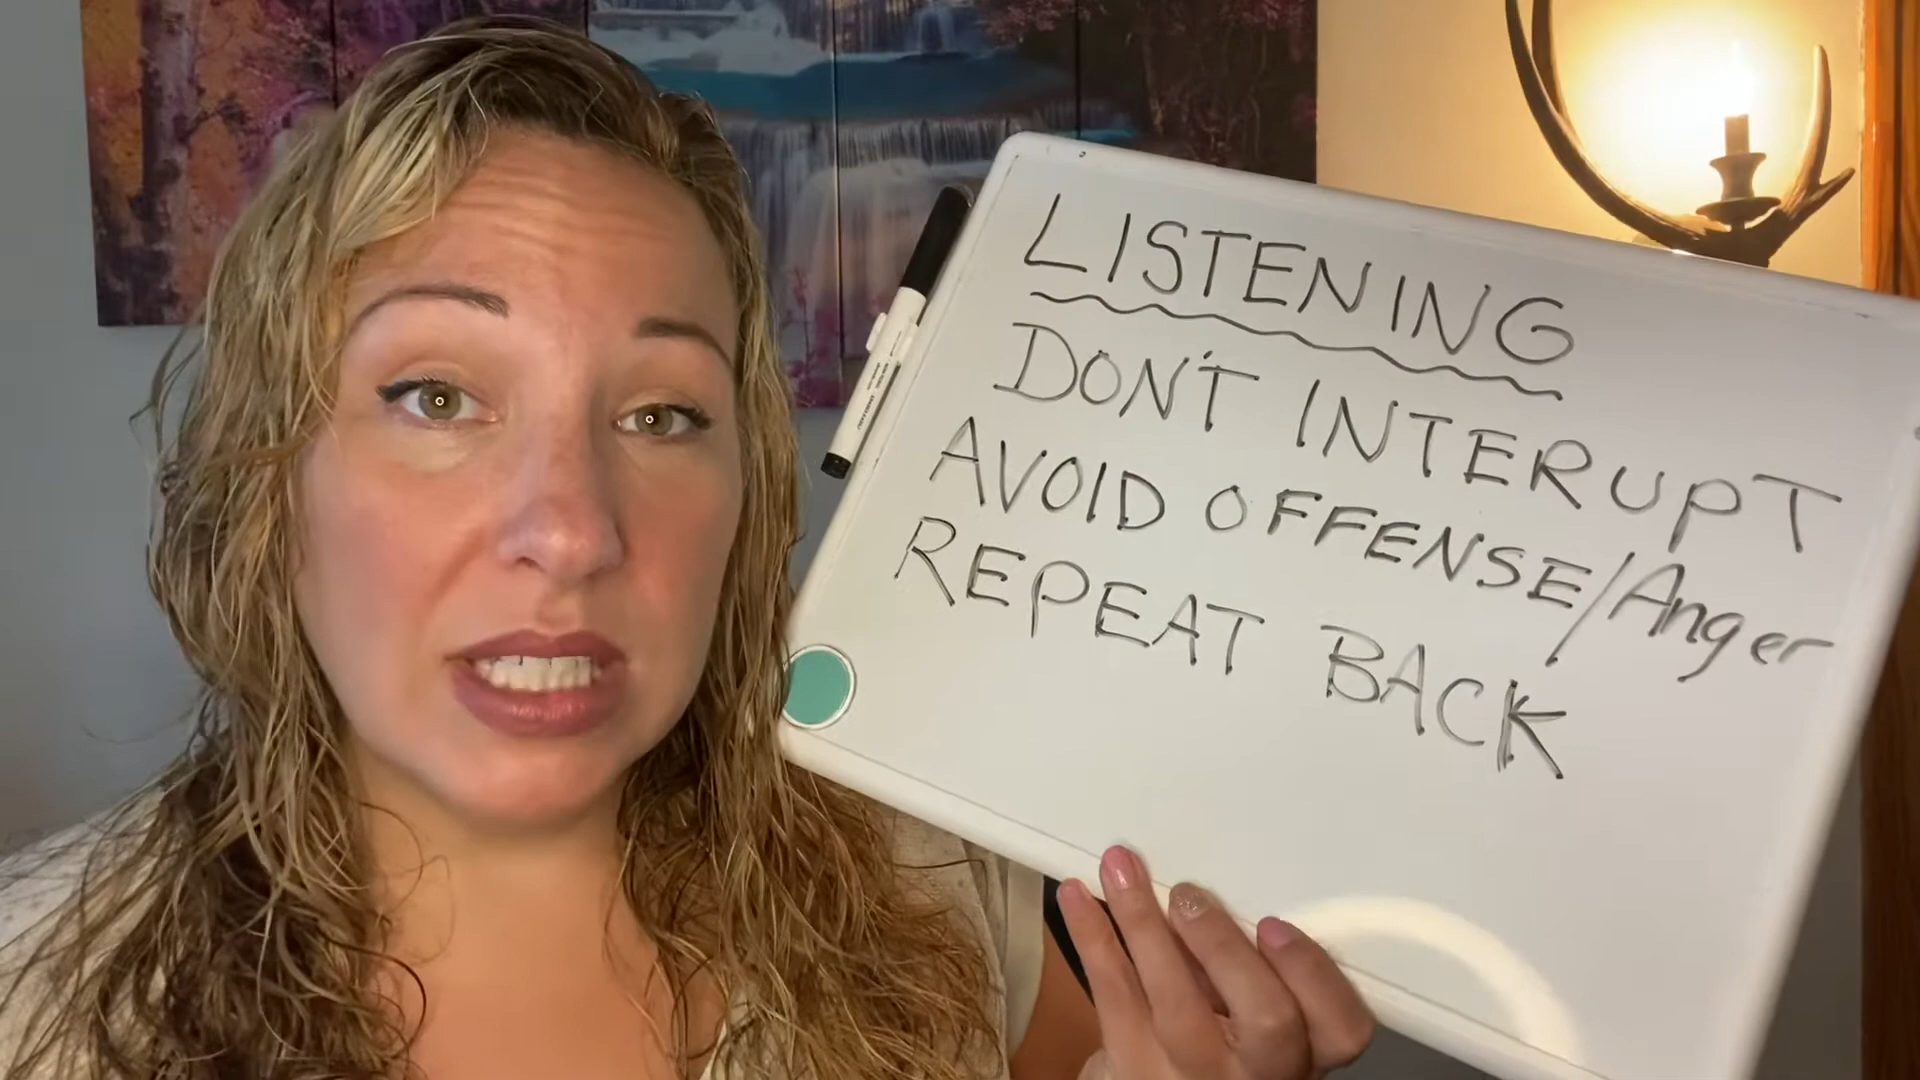 LISTENING
DON'T INTERUPT
AVOID OFFENSE/Anger
REPEAT BACK